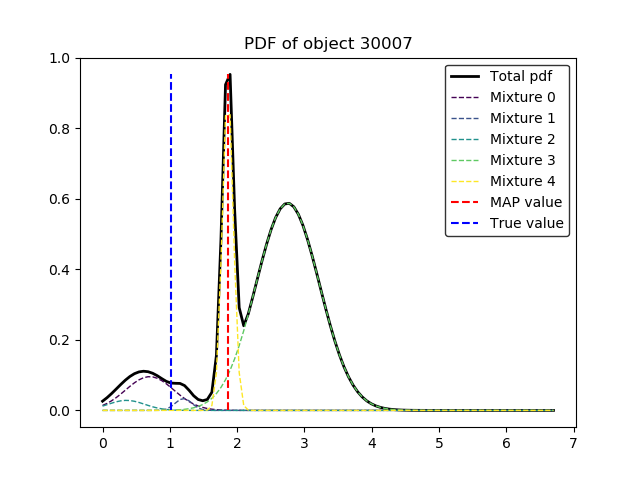 PDF of object 30007
1.0
0.8
0.6
0.4
0.2
0.0
0 1 2 3 4 5 6 7
Total pdf
Mixture 0
Mixture 1
Mixture 2
Mixture 3
Mixture 4
MAP value
True value